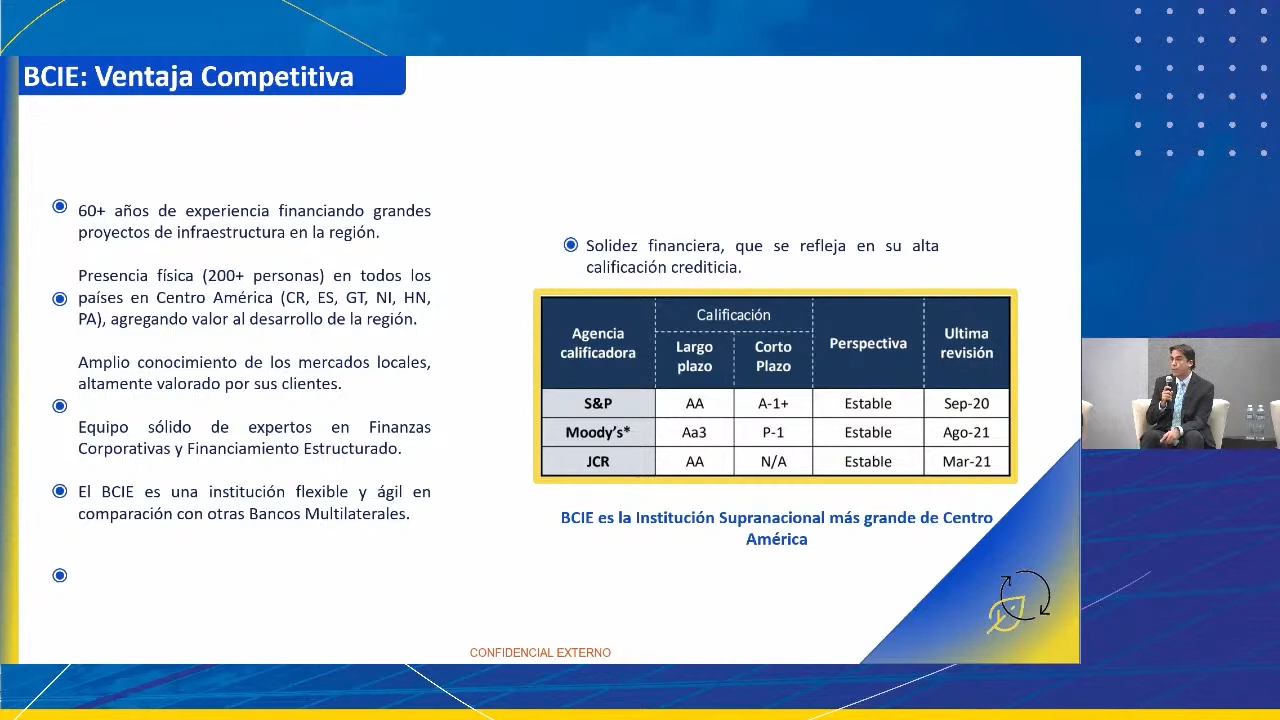 BCIE: Ventaja Competitiva
60+ años de experiencia financiando grandes
proyectos de infraestructura en la región.
Presencia física (200+ personas) en todos los
países en Centro América (CR, ES, GT, NI, HN,
PA), agregando valor al desarrollo de la región.
Amplio conocimiento de los mercados locales,
altamente valorado por sus clientes.
Equipo sólido de expertos en Finanzas
Corporativas y Financiamiento Estructurado.
El BCIE es una institución flexible y ágil en
comparación con otras Bancos Multilaterales.
Solidez financiera, que se refleja en su alta
calificación crediticia.
Agencia calificadora Calificación Perspectiva Ultima revisión
Largo plazo Corto Plazo
S&P AA A-1+ Estable Sep-20
Moody's* Aa3 P-1 Estable Ago-21
JCR AA N/A Estable Mar-21
BCIE es la Institución Supranacional más grande de Centro
América
CONFIDENCIAL EXTERNO